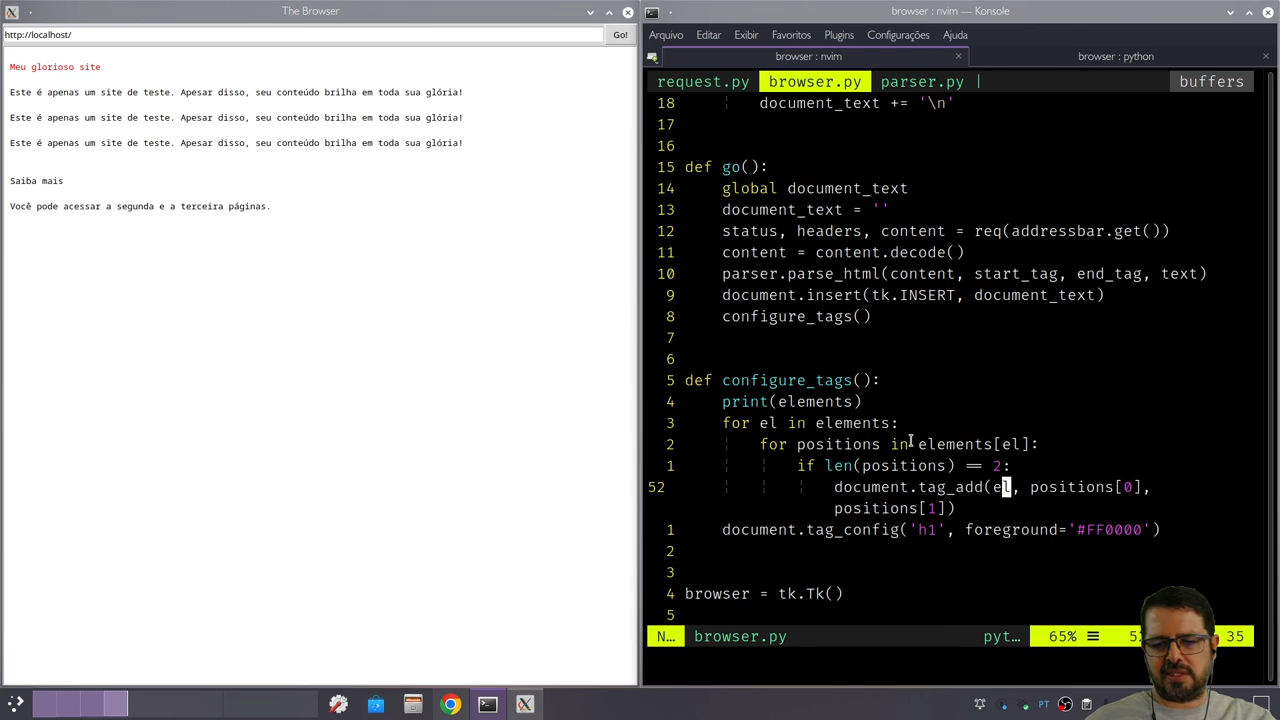 The Browser
http://localhost/
Go!
Meu glorioso site
Este é apenas um site de teste. Apesar disso, seu conteúdo brilha em toda sua glória!
Este é apenas um site de teste. Apesar disso, seu conteúdo brilha em toda sua glória!
Este é apenas um site de teste. Apesar disso, seu conteúdo brilha em toda sua glória!
Saiba mais
Você pode acessar a segunda e a terceira páginas.
browser : nvim — Konsole
Arquivo Editar Exibir Favoritos Plugins Configurações Ajuda
browser : nvim
browser : python
request.py browser.py parser.py | buffers
18 document_text += '\n'
17
16
15 def go():
14 global document_text
13 document_text = ''
12 status, headers, content = req(addressbar.get())
11 content = content.decode()
10 parser.parse_html(content, start_tag, end_tag, text)
9 document.insert(tk.INSERT, document_text)
8 configure_tags()
7
6
5 def configure_tags():
4 print(elements)
3 for el in elements:
2 for positions in elements[el]:
1 if len(positions) == 2:
52 document.tag_add(el, positions[0],
positions[1])
1 document.tag_config('h1', foreground='#FF0000')
2
3
4 browser = tk.Tk()
5
N… browser.py pyt… 65% ≡ 35
PT